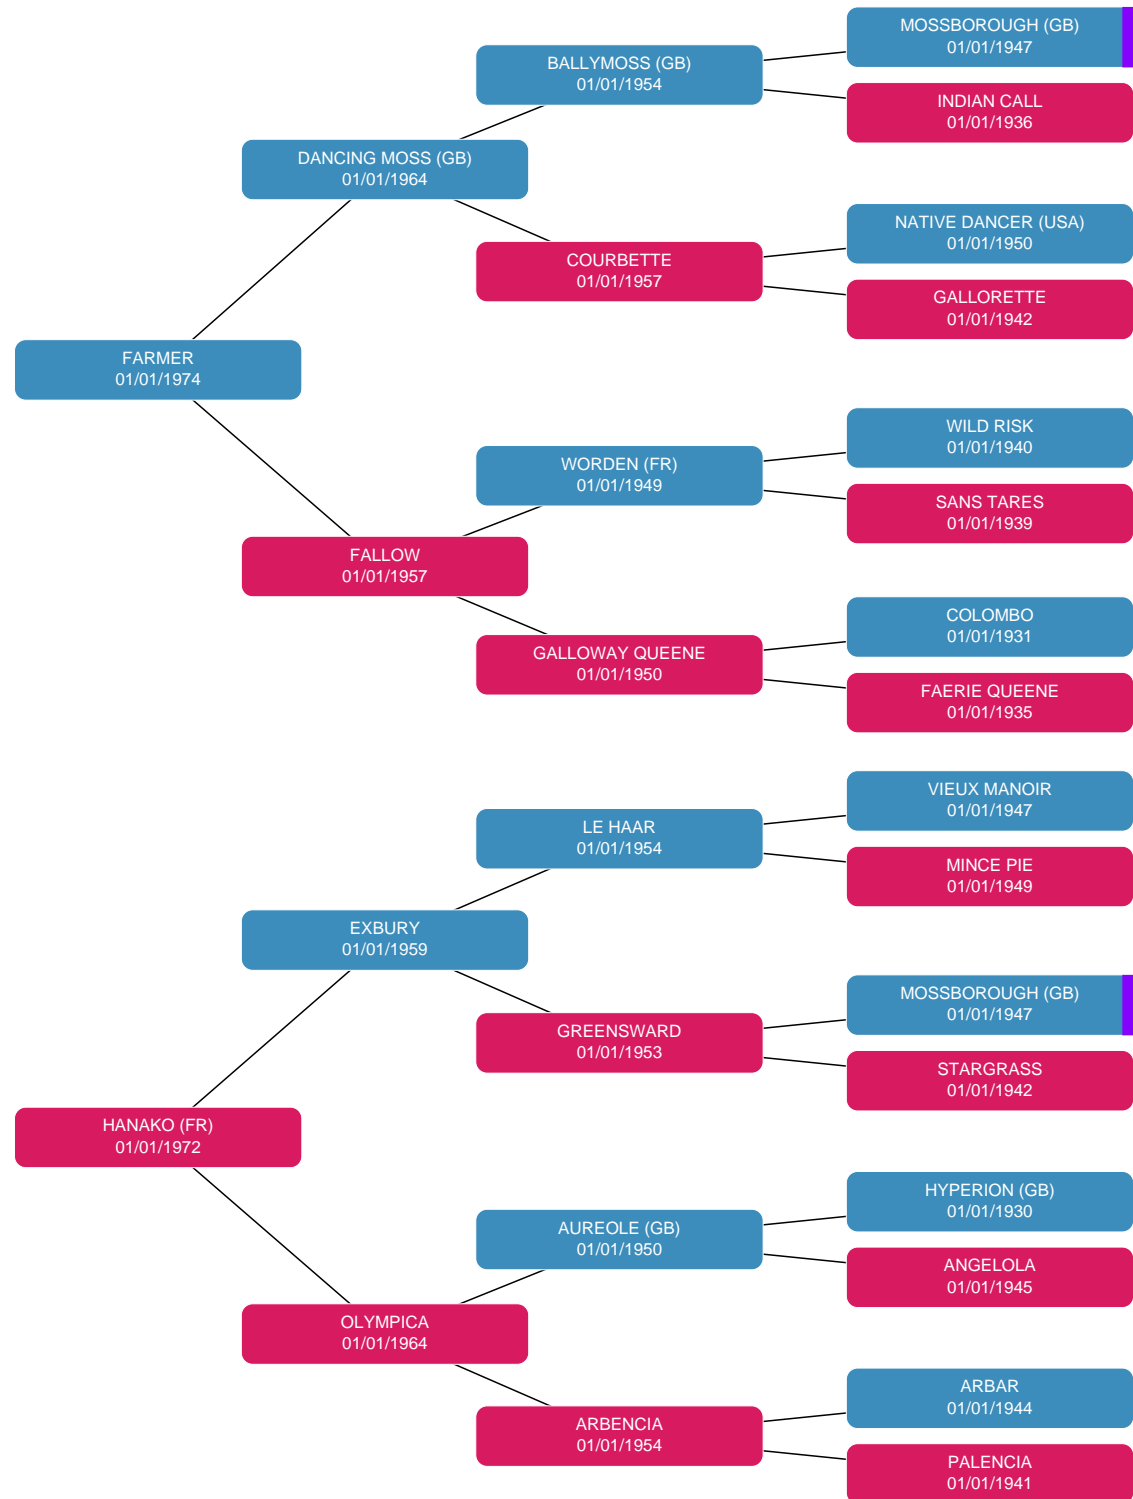 MOSSBOROUGH (GB)
01/01/1947
BALLYMOSS (GB)
01/01/1954
INDIAN CALL
01/01/1936
DANCING MOSS (GB)
01/01/1964
NATIVE DANCER (USA)
01/01/1950
COURBETTE
01/01/1957
GALLORETTE
01/01/1942
FARMER
01/01/1974
WILD RISK
01/01/1940
WORDEN (FR)
01/01/1949
SANS TARES
01/01/1939
FALLOW
01/01/1957
COLOMBO
01/01/1931
GALLOWAY QUEENE
01/01/1950
FAERIE QUEENE
01/01/1935
VIEUX MANOIR
01/01/1947
LE HAAR
01/01/1954
MINCE PIE
01/01/1949
EXBURY
01/01/1959
MOSSBOROUGH (GB)
01/01/1947
GREENSWARD
01/01/1953
STARGRASS
01/01/1942
HANAKO (FR)
01/01/1972
HYPERION (GB)
01/01/1930
AUREOLE (GB)
01/01/1950
ANGELOLA
01/01/1945
OLYMPICA
01/01/1964
ARBAR
01/01/1944
ARBENCIA
01/01/1954
PALENCIA
01/01/1941